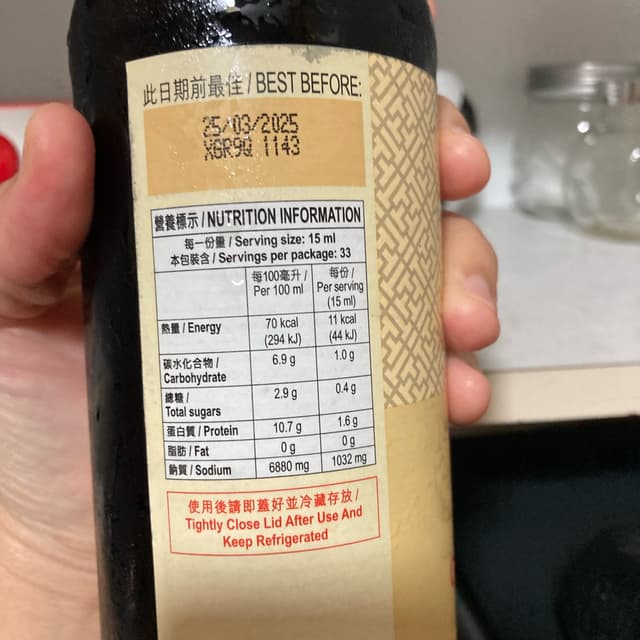 此日期前最佳 / BEST BEFORE:
25/03/2025
X6R9Q 1143
營養標示 / NUTRITION INFORMATION
每一份量 / Serving size: 15 ml
本包裝含 / Servings per package: 33
每100毫升 / Per 100 ml
每份 / Per serving (15 ml)
熱量 / Energy 70 kcal (294 kJ) 11 kcal (44 kJ)
碳水化合物 / Carbohydrate 6.9 g 1.0 g
總糖 / Total sugars 2.9 g 0.4 g
蛋白質 / Protein 10.7 g 1.6 g
脂肪 / Fat 0 g 0 g
鈉質 / Sodium 6880 mg 1032 mg
使用後請即蓋好並冷藏存放 /
Tightly Close Lid After Use And
Keep Refrigerated